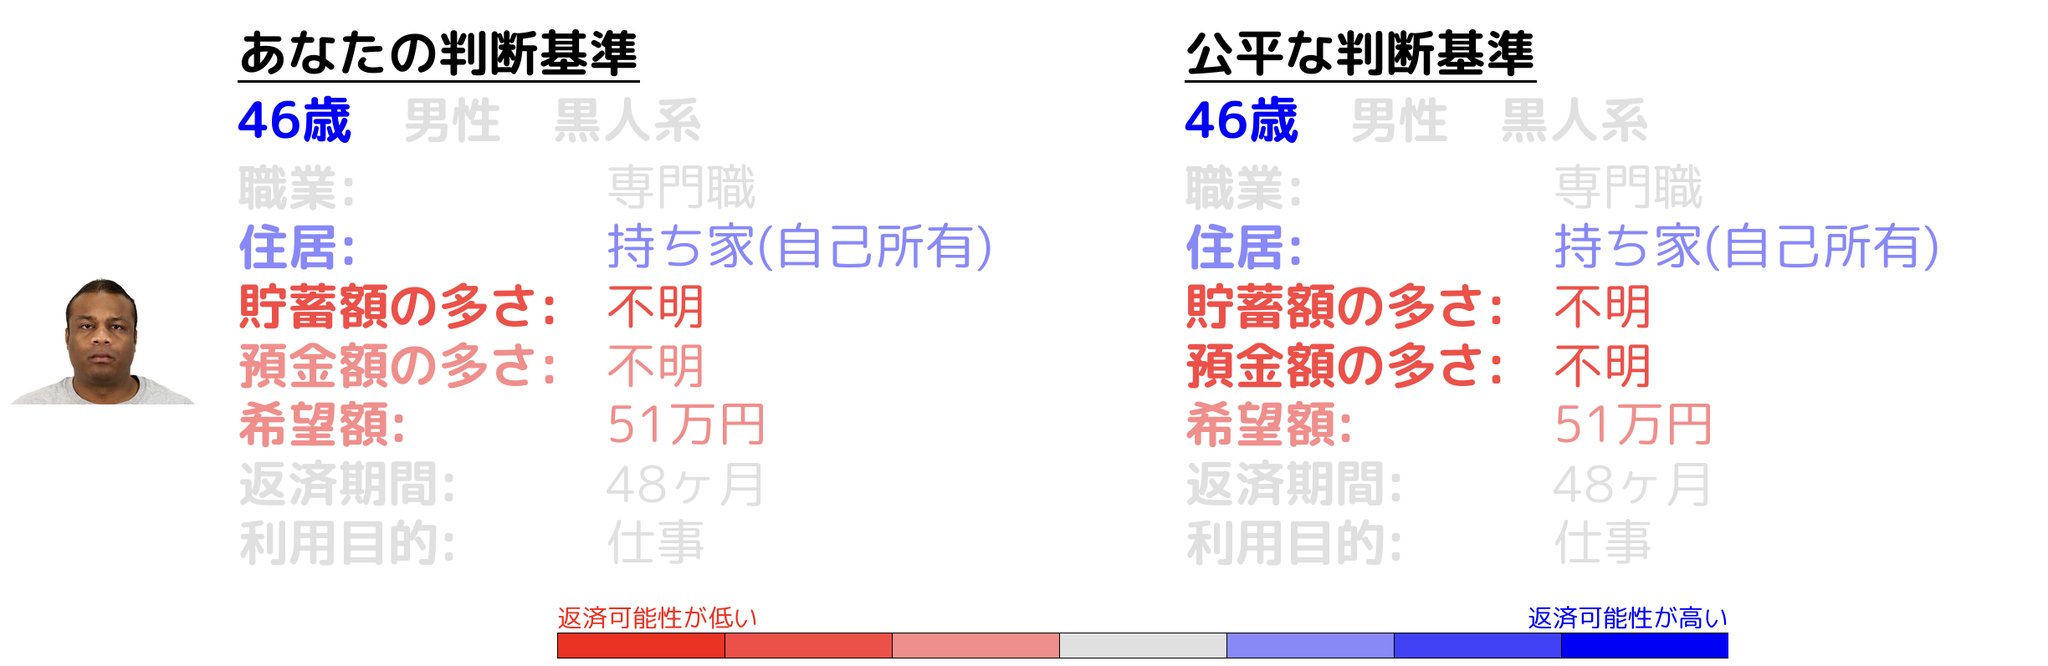 あなたの判断基準
46歳 男性 黒人系
職業: 専門職
住居: 持ち家(自己所有)
貯蓄額の多さ: 不明
預金額の多さ: 不明
希望額: 51万円
返済期間: 48ヶ月
利用目的: 仕事
公平な判断基準
46歳 男性 黒人系
職業: 専門職
住居: 持ち家(自己所有)
貯蓄額の多さ: 不明
預金額の多さ: 不明
希望額: 51万円
返済期間: 48ヶ月
利用目的: 仕事
返済可能性が低い
返済可能性が高い